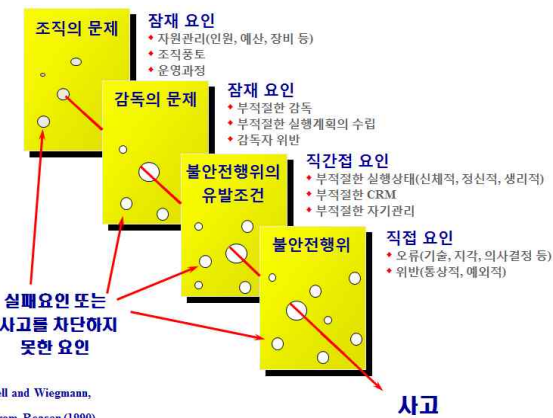 조직의 문제
잠재 요인
자원관리(인원, 예산, 장비 등)
조직풍토
운영과정
감독의 문제
잠재 요인
부적절한 감독
부적절한 실행계획의 수립
감독자 위반
불안전행위의
유발조건
직간접 요인
부적절한 실행상태(신체적, 정신적, 생리적)
부적절한 CRM
부적절한 자기관리
불안전행위
직접 요인
오류(기술, 지각, 의사결정 등)
위반(통상적, 예외적)
실패요인 또는
사고를 차단하지
못한 요인
사고
and Wiegmann,
Reason (1990)